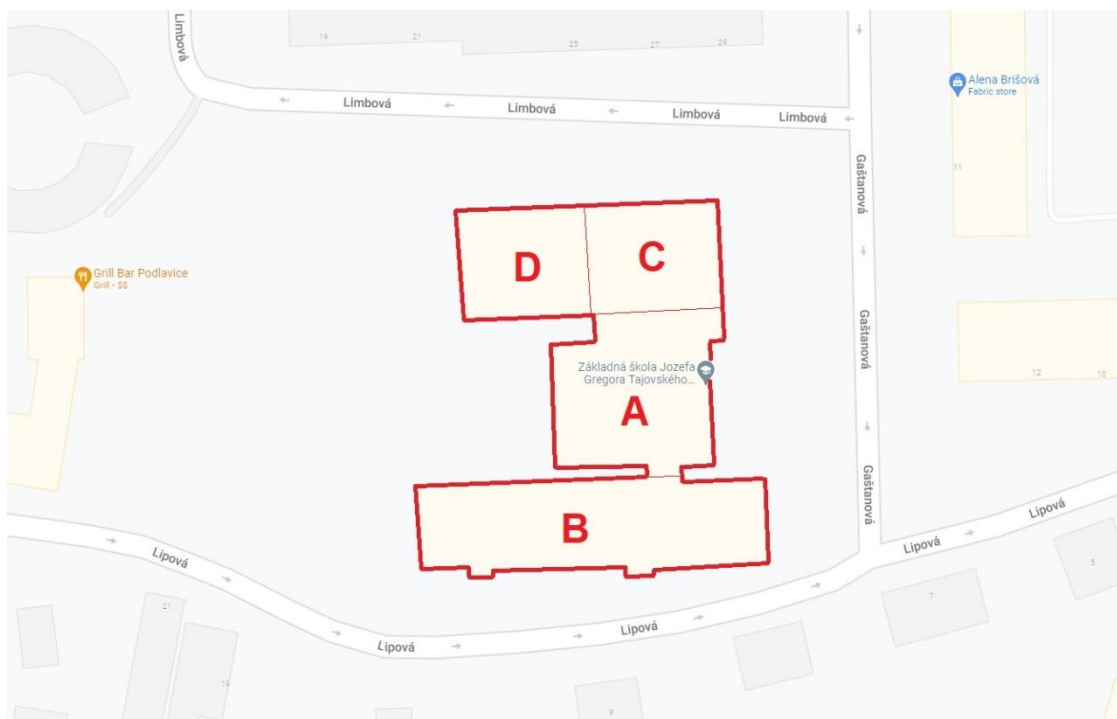 19
21
25
27
29
Limbová
Alena Brišová
Fabric store
Limbová
Limbová
Limbová
Limbová
Gaštanová
11
D
C
Grill Bar Podlavice
Grill • $$
Gaštanová
Základná škola Jozefa
Gregora Tajovského...
12
10
A
Gaštanová
B
Lipová
Lipová
Lipová
Lipová
Lipová
5
7
21
19
9